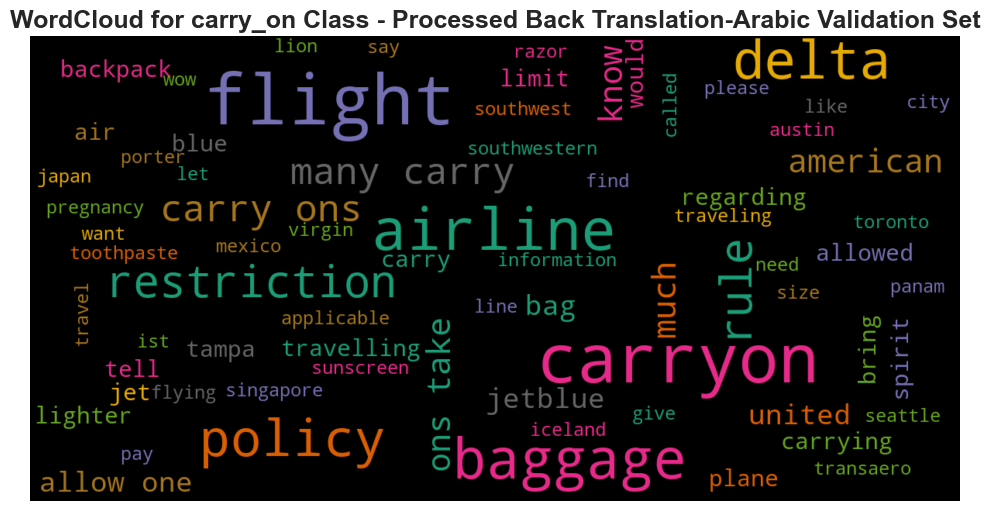 WordCloud for carry_on Class - Processed Back Translation-Arabic Validation Set
lion
say
razor
know
would
delta
backpack
wow
flight
limit
called
please
southwest
like
city
air
blue
austin
porter
southwestern
many carry
american
japan
let
find
pregnancy
carry ons
virgin
airline
regarding
traveling
toronto
want
toothpaste
mexico
carry
information
rule
need
allowed
restriction
much
size
panam
travel
line
bag
applicable
ist
tampa
travelling
ons take
bring
spirit
tell
sunscreen
carryon
jet
flying
singapore
jetblue
lighter
give
united
seattle
policy
iceland
carrying
pay
baggage
plane
transaero
allow one